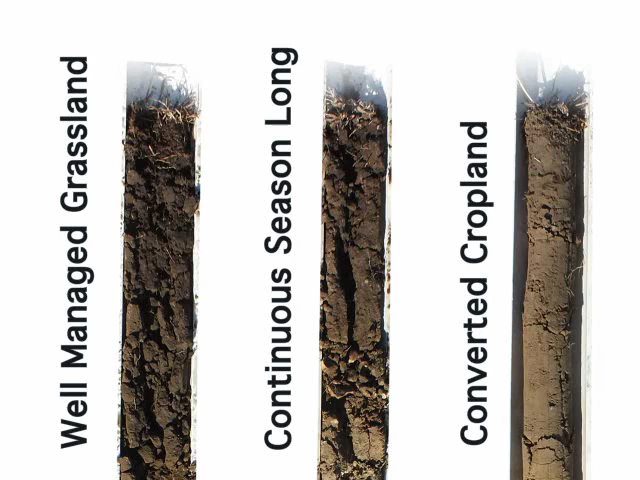 Well Managed Grassland
Continuous Season Long
Converted Cropland